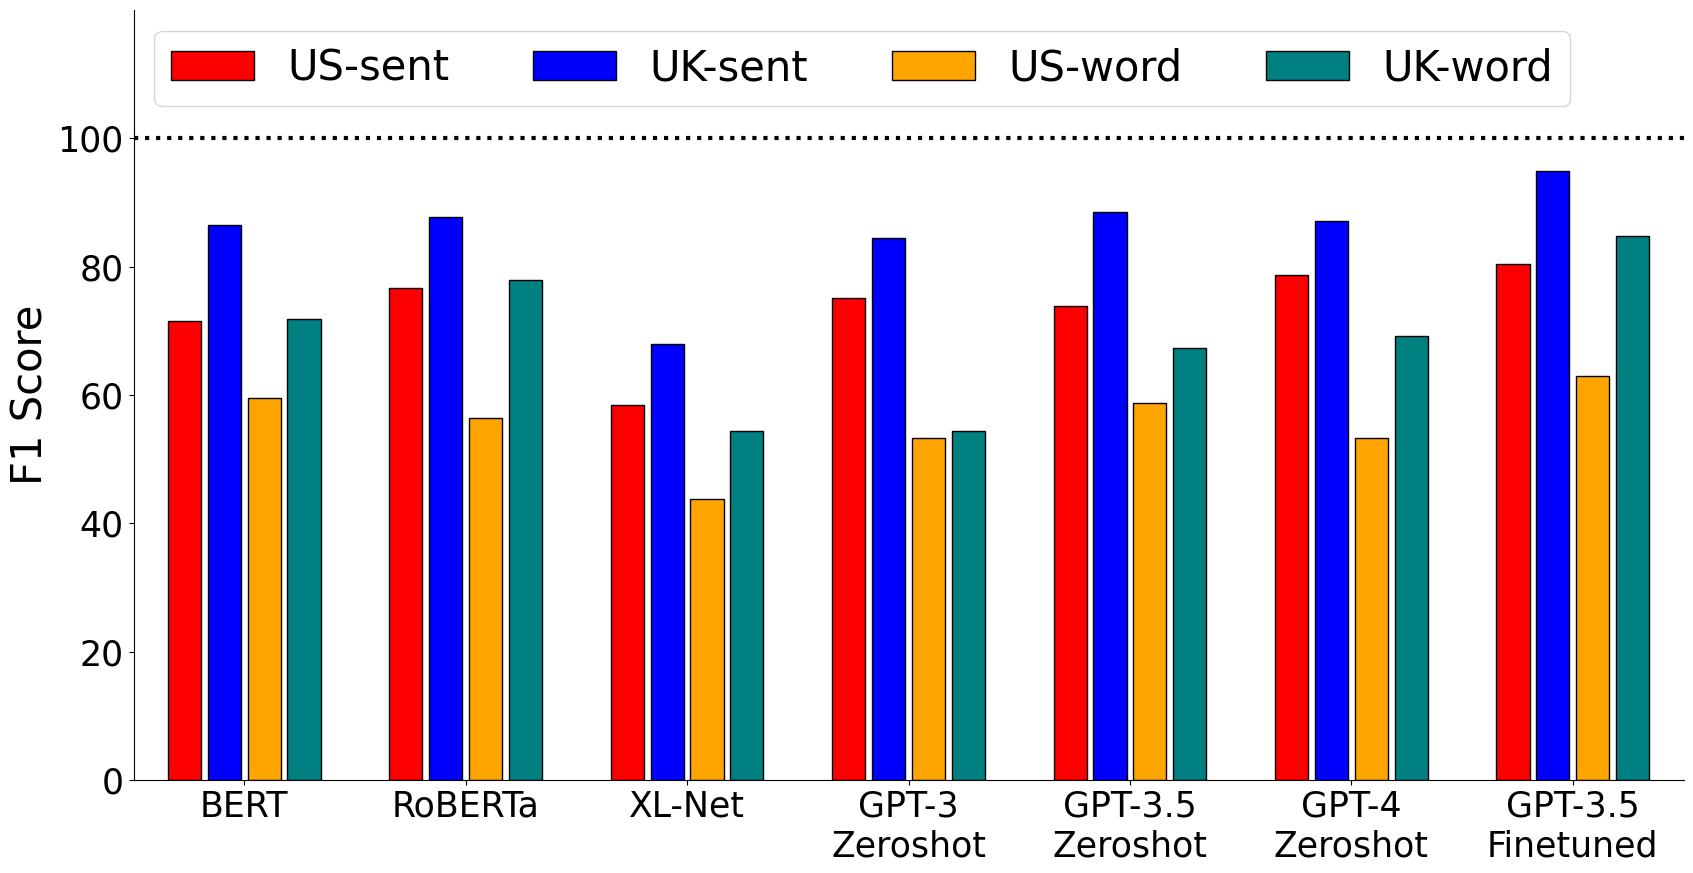 US-sent UK-sent US-word UK-word
100
80
60
40
20
0
F1 Score
BERT RoBERTa XL-Net GPT-3 Zeroshot GPT-3.5 Zeroshot GPT-4 Zeroshot GPT-3.5 Finetuned